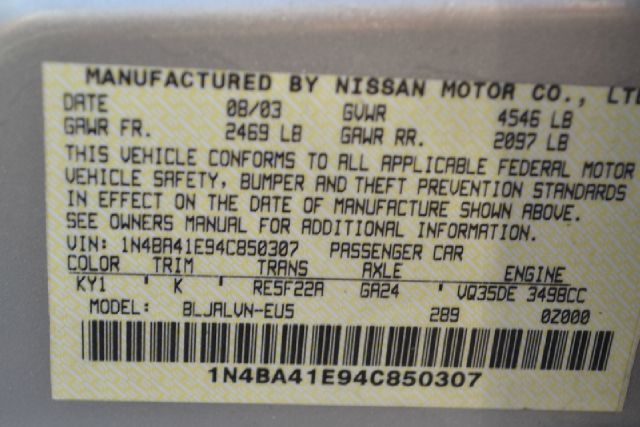 MANUFACTURED BY NISSAN MOTOR CO., LT
DATE 08/03 GVWR 4546 LB
GAWR FR. 2469 LB GAWR RR. 2097 LB
THIS VEHICLE CONFORMS TO ALL APPLICABLE FEDERAL MOTOR
VEHICLE SAFETY, BUMPER AND THEFT PREVENTION STANDARDS
IN EFFECT ON THE DATE OF MANUFACTURE SHOWN ABOVE.
SEE OWNERS MANUAL FOR ADDITIONAL INFORMATION.
VIN: 1N4BA41E94C850307 PASSENGER CAR
COLOR TRIM TRANS AXLE ENGINE
KY1 ' K RE5F22A GA24 ' VQ35DE 3498CC
MODEL: BLJALVN-EUS 289 0Z000
1N4BA41E94C850307